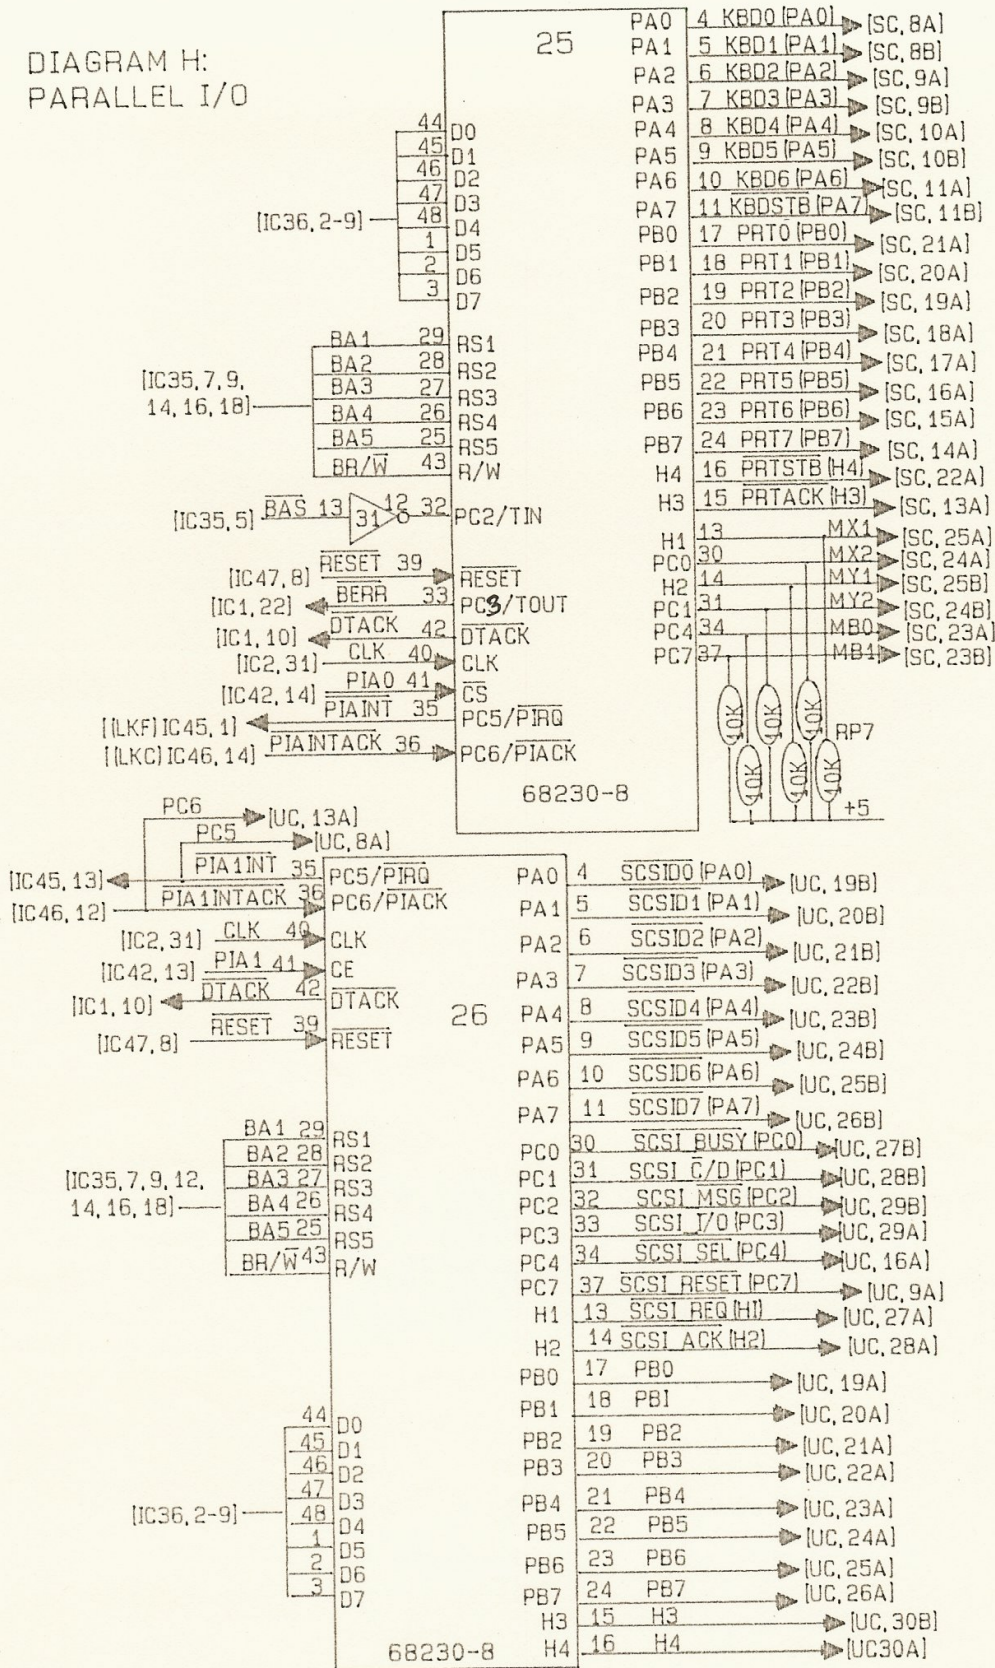 DIAGRAM H:
PARALLEL I/O
25
44 D0
45 D1
46 D2
47 D3
48 D4
1 D5
2 D6
3 D7
[IC36,2-9]
BA1 29 RS1
BA2 28 RS2
BA3 27 RS3
BA4 26 RS4
BA5 25 RS5
BR/W 43 R/W
[IC35,7,9,
14,16,18]
[IC35,5] BAS 13 31 12 32 PC2/TIN
[IC47,8] RESET 39 RESET
[IC1,22] BERR 33 PC3/TOUT
[IC1,10] DTACK 42 DTACK
[IC2,31] CLK 40 CLK
[IC42,14] PIA0 41 CS
[(LKF)IC45,1] PIAINT 35 PC5/PIRQ
[(LKC)IC46,14] PIAINTACK 36 PC6/PIACK
68230-8
PA0 4 KBD0(PA0) [SC,8A]
PA1 5 KBD1(PA1) [SC,8B]
PA2 6 KBD2(PA2) [SC,9A]
PA3 7 KBD3(PA3) [SC,9B]
PA4 8 KBD4(PA4) [SC,10A]
PA5 9 KBD5(PA5) [SC,10B]
PA6 10 KBD6(PA6) [SC,11A]
PA7 11 KBDSTB(PA7) [SC,11B]
PB0 17 PRT0(PB0) [SC,21A]
PB1 18 PRT1(PB1) [SC,20A]
PB2 19 PRT2(PB2) [SC,19A]
PB3 20 PRT3(PB3) [SC,18A]
PB4 21 PRT4(PB4) [SC,17A]
PB5 22 PRT5(PB5) [SC,16A]
PB6 23 PRT6(PB6) [SC,15A]
PB7 24 PRT7(PB7) [SC,14A]
H4 16 PRTSTB(H4) [SC,22A]
H3 15 PRTACK(H3) [SC,13A]
H1 13 MX1 [SC,25A]
PC0 30 MX2 [SC,24A]
H2 14 MY1 [SC,25B]
PC1 31 MY2 [SC,24B]
PC4 34 MB0 [SC,23A]
PC7 37 MB1 [SC,23B]
10K 10K 10K RP7
10K 10K 10K
+5
PC6 [UC,13A]
PC5 [UC,8A]
[IC45,13] PIA1INT 35 PC5/PIRQ
[IC46,12] PIA1INTACK 36 PC6/PIACK
[IC2,31] CLK 40 CLK
[IC42,13] PIA1 41 CE
[IC1,10] DTACK 42 DTACK
[IC47,8] RESET 39 RESET
26
BA1 29 RS1
BA2 28 RS2
BA3 27 RS3
BA4 26 RS4
BA5 25 RS5
BR/W 43 R/W
[IC35,7,9,12,
14,16,18]
44 D0
45 D1
46 D2
47 D3
48 D4
1 D5
2 D6
3 D7
[IC36,2-9]
68230-8
PA0 4 SCSID0(PA0) [UC,19B]
PA1 5 SCSID1(PA1) [UC,20B]
PA2 6 SCSID2(PA2) [UC,21B]
PA3 7 SCSID3(PA3) [UC,22B]
PA4 8 SCSID4(PA4) [UC,23B]
PA5 9 SCSID5(PA5) [UC,24B]
PA6 10 SCSID6(PA6) [UC,25B]
PA7 11 SCSID7(PA7) [UC,26B]
PC0 30 SCSI_BUSY(PC0) [UC,27B]
PC1 31 SCSI_C/D(PC1) [UC,28B]
PC2 32 SCSI_MSG(PC2) [UC,29B]
PC3 33 SCSI_I/O(PC3) [UC,29A]
PC4 34 SCSI_SEL(PC4) [UC,16A]
PC7 37 SCSI_RESET(PC7) [UC,9A]
H1 13 SCSI_REQ(HI) [UC,27A]
H2 14 SCSI_ACK(H2) [UC,28A]
PB0 17 PB0 [UC,19A]
PB1 18 PBI [UC,20A]
PB2 19 PB2 [UC,21A]
PB3 20 PB3 [UC,22A]
PB4 21 PB4 [UC,23A]
PB5 22 PB5 [UC,24A]
PB6 23 PB6 [UC,25A]
PB7 24 PB7 [UC,26A]
H3 15 H3 [UC,30B]
H4 16 H4 [UC30A]